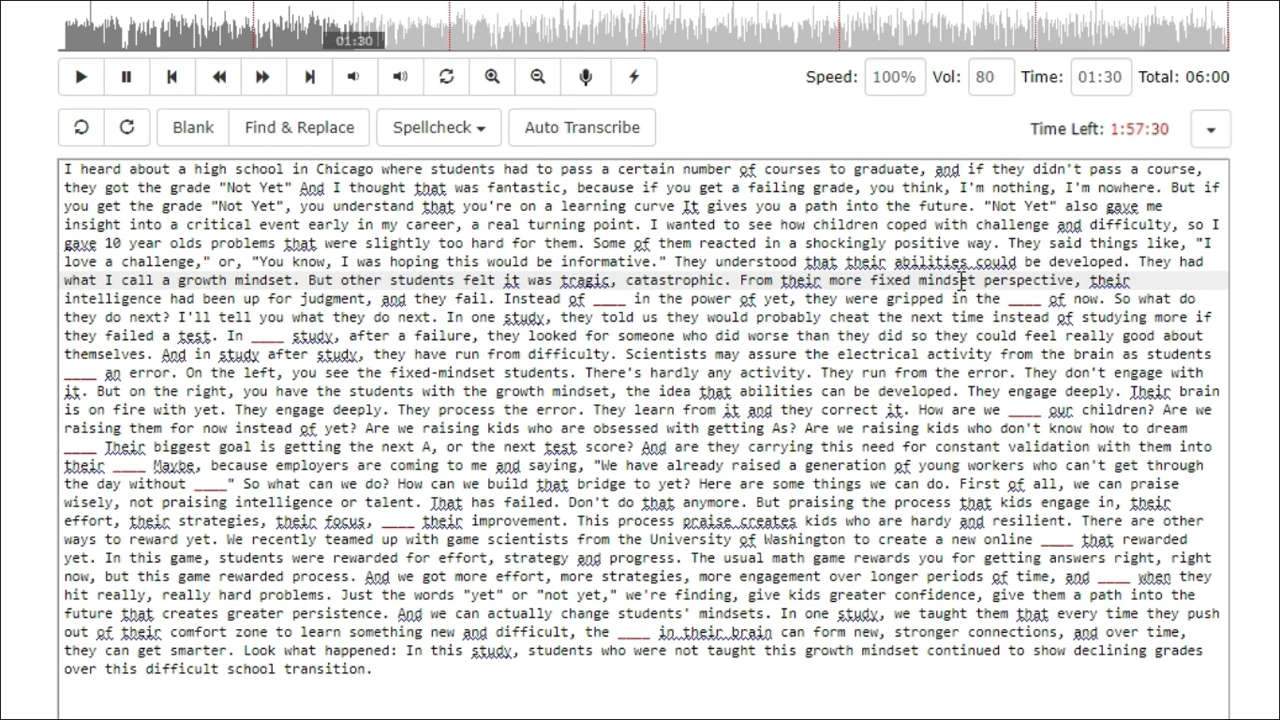 01:30
Speed: 100% Vol: 80 Time: 01:30 Total: 06:00
Blank Find & Replace Spellcheck Auto Transcribe Time Left: 1:57:30
I heard about a high school in Chicago where students had to pass a certain number of courses to graduate, and if they didn't pass a course,
they got the grade "Not Yet" And I thought that was fantastic, because if you get a failing grade, you think, I'm nothing, I'm nowhere. But if
you get the grade "Not Yet", you understand that you're on a learning curve It gives you a path into the future. "Not Yet" also gave me
insight into a critical event early in my career, a real turning point. I wanted to see how children coped with challenge and difficulty, so I
gave 10 year olds problems that were slightly too hard for them. Some of them reacted in a shockingly positive way. They said things like, "I
love a challenge," or, "You know, I was hoping this would be informative." They understood that their abilities could be developed. They had
what I call a growth mindset. But other students felt it was tragic, catastrophic. From their more fixed mindset perspective, their
intelligence had been up for judgment, and they fail. Instead of ____ in the power of yet, they were gripped in the ____ of now. So what do
they do next? I'll tell you what they do next. In one study, they told us they would probably cheat the next time instead of studying more if
they failed a test. In ____ study, after a failure, they looked for someone who did worse than they did so they could feel really good about
themselves. And in study after study, they have run from difficulty. Scientists may assure the electrical activity from the brain as students
____ an error. On the left, you see the fixed-mindset students. There's hardly any activity. They run from the error. They don't engage with
it. But on the right, you have the students with the growth mindset, the idea that abilities can be developed. They engage deeply. Their brain
is on fire with yet. They engage deeply. They process the error. They learn from it and they correct it. How are we ____ our children? Are we
raising them for now instead of yet? Are we raising kids who are obsessed with getting As? Are we raising kids who don't know how to dream
____ Their biggest goal is getting the next A, or the next test score? And are they carrying this need for constant validation with them into
their ____ Maybe, because employers are coming to me and saying, "We have already raised a generation of young workers who can't get through
the day without ____" So what can we do? How can we build that bridge to yet? Here are some things we can do. First of all, we can praise
wisely, not praising intelligence or talent. That has failed. Don't do that anymore. But praising the process that kids engage in, their
effort, their strategies, their focus, ____ their improvement. This process praise creates kids who are hardy and resilient. There are other
ways to reward yet. We recently teamed up with game scientists from the University of Washington to create a new online ____ that rewarded
yet. In this game, students were rewarded for effort, strategy and progress. The usual math game rewards you for getting answers right, right
now, but this game rewarded process. And we got more effort, more strategies, more engagement over longer periods of time, and ____ when they
hit really, really hard problems. Just the words "yet" or "not yet," we're finding, give kids greater confidence, give them a path into the
future that creates greater persistence. And we can actually change students' mindsets. In one study, we taught them that every time they push
out of their comfort zone to learn something new and difficult, the ____ in their brain can form new, stronger connections, and over time,
they can get smarter. Look what happened: In this study, students who were not taught this growth mindset continued to show declining grades
over this difficult school transition.